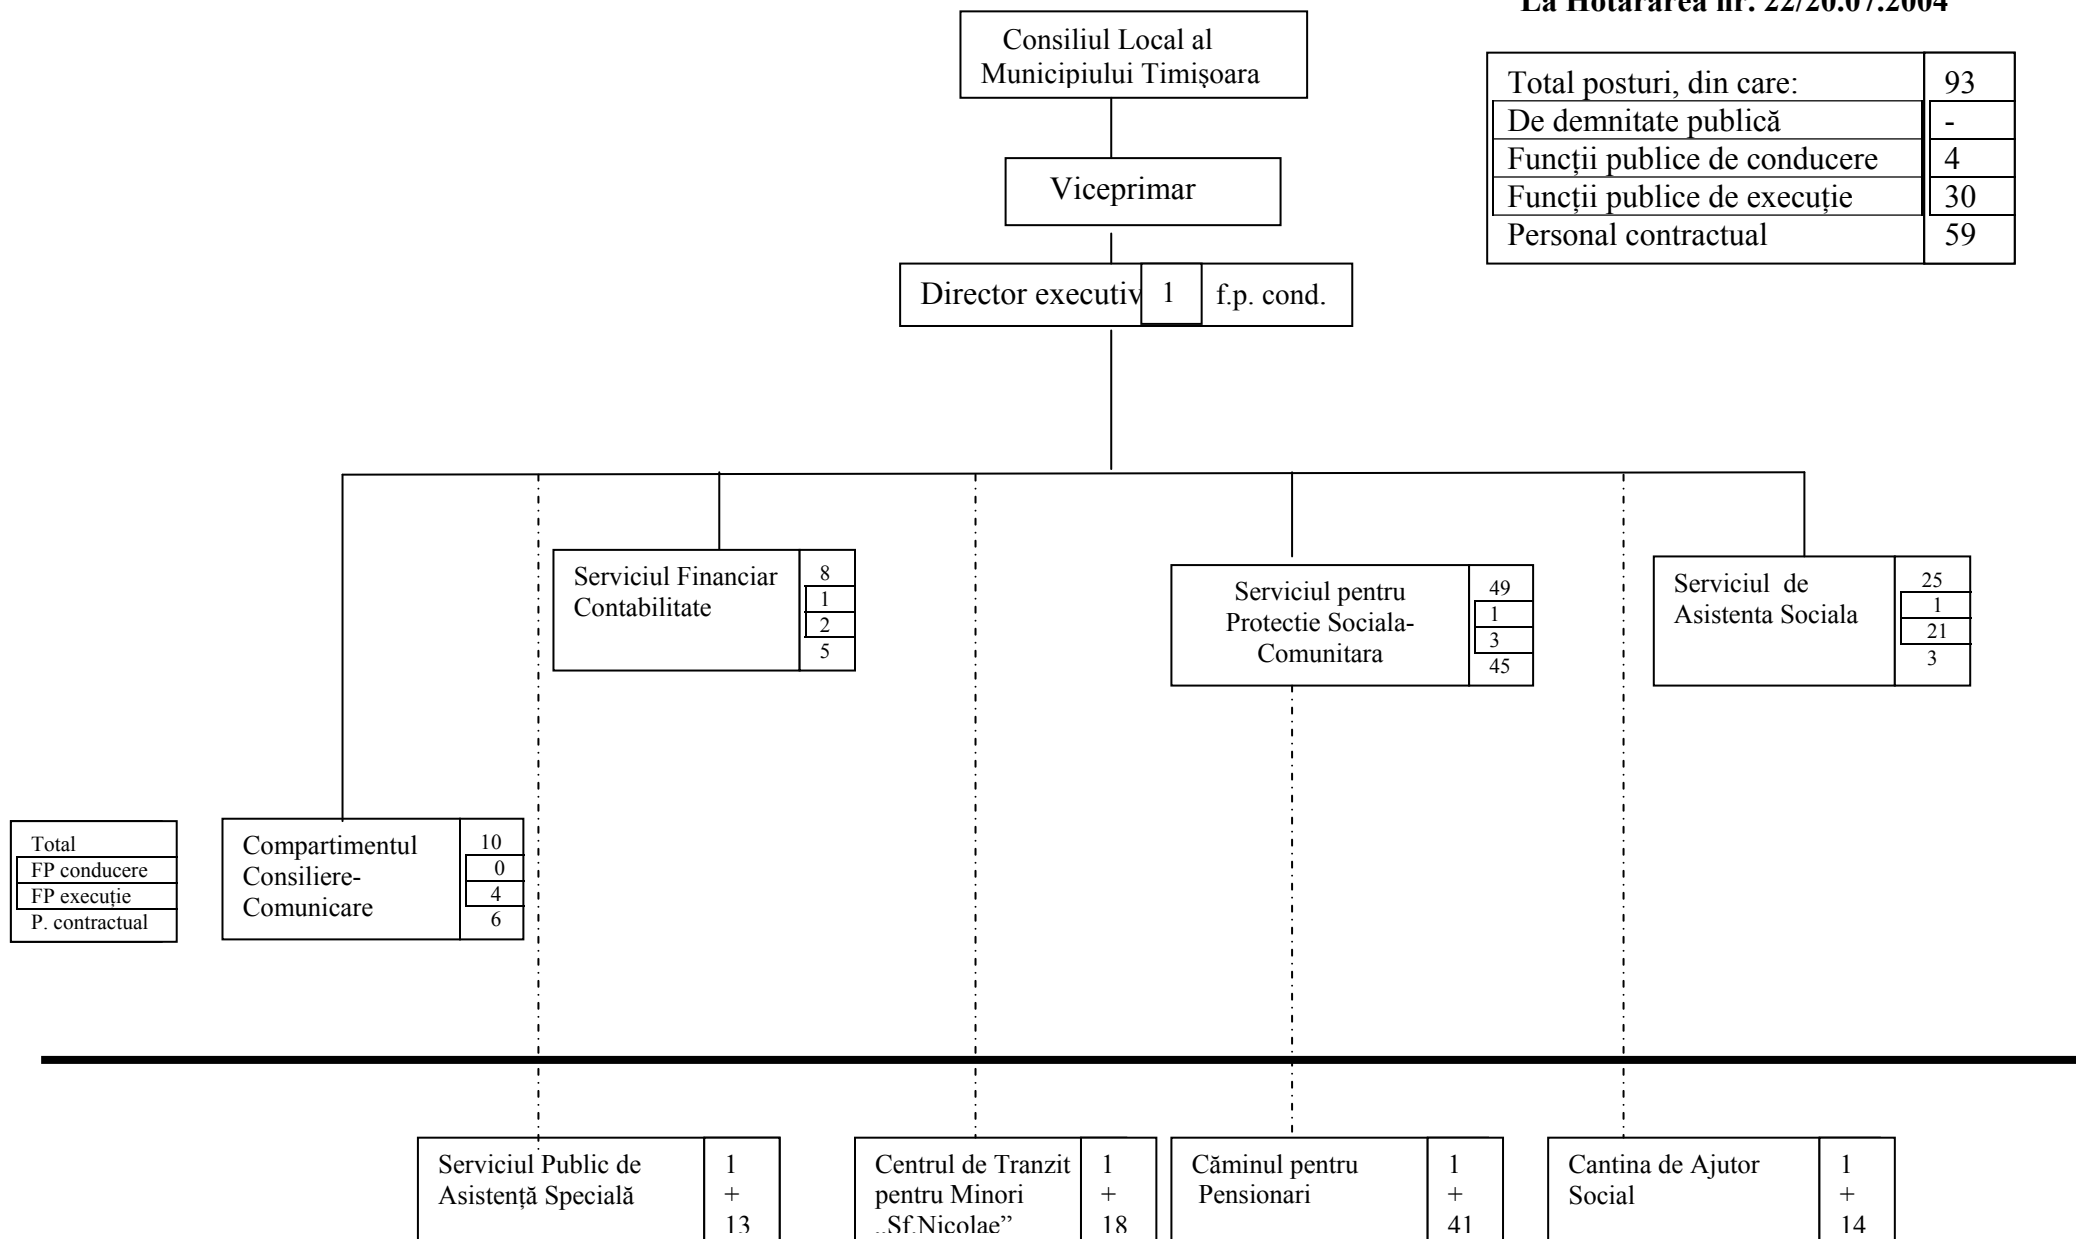 La Hotararea nr. 22/20.07.2004
Consiliul Local al
Municipiului Timișoara
Total posturi, din care: 93
De demnitate publică -
Funcții publice de conducere 4
Funcții publice de execuție 30
Personal contractual 59
Viceprimar
Director executiv 1 f.p. cond.
Serviciul Financiar
Contabilitate
8
1
2
5
Serviciul pentru
Protectie Sociala-
Comunitara
49
1
3
45
Serviciul de
Asistenta Sociala
25
1
21
3
Total
FP conducere
FP execuție
P. contractual
Compartimentul
Consiliere-
Comunicare
10
0
4
6
Serviciul Public de
Asistență Specială
1
+
13
Centrul de Tranzit
pentru Minori
„Sf.Nicolae”
1
+
18
Căminul pentru
Pensionari
1
+
41
Cantina de Ajutor
Social
1
+
14